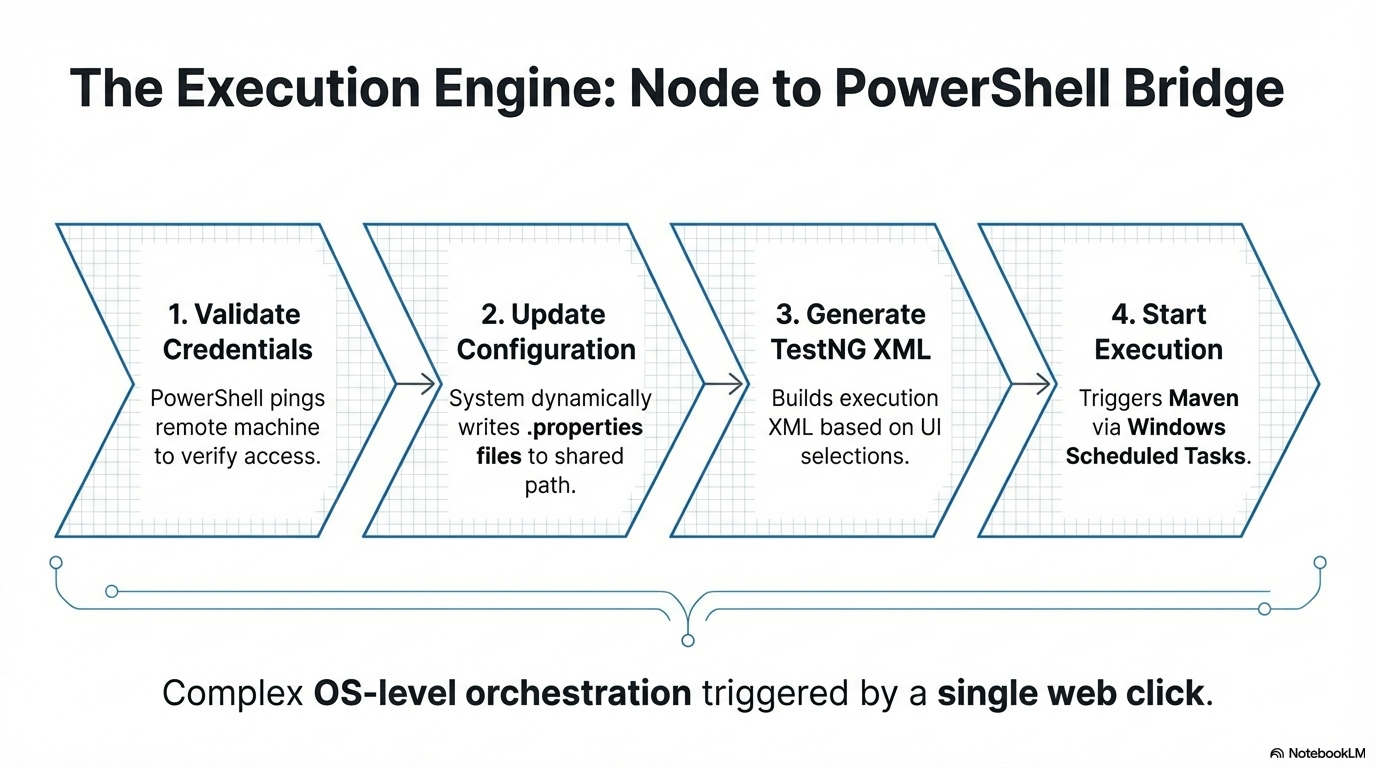 The Execution Engine: Node to PowerShell Bridge
1. Validate
Credentials
PowerShell pings
remote machine
to verify access.
2. Update
Configuration
System dynamically
writes .properties
files to shared
path.
3. Generate
TestNG XML
Builds execution
XML based on UI
selections.
4. Start
Execution
Triggers Maven
via Windows
Scheduled Tasks.
Complex OS-level orchestration triggered by a single web click.
NotebookLM